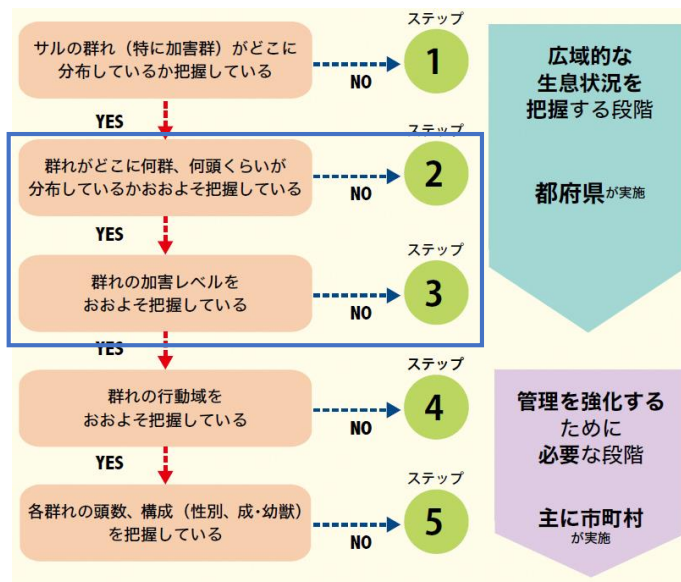 サルの群れ（特に加害群）がどこに
分布しているか把握している
NO
ステップ
1
YES
群れがどこに何群、何頭くらいが
分布しているかおおよそ把握している
NO
ステップ
2
YES
群れの加害レベルを
おおよそ把握している
NO
ステップ
3
YES
群れの行動域を
おおよそ把握している
NO
ステップ
4
YES
各群れの頭数、構成（性別、成・幼獣）
を把握している
NO
ステップ
5
広域的な
生息状況を
把握する段階
都府県が実施
管理を強化する
ために
必要な段階
主に市町村
が実施